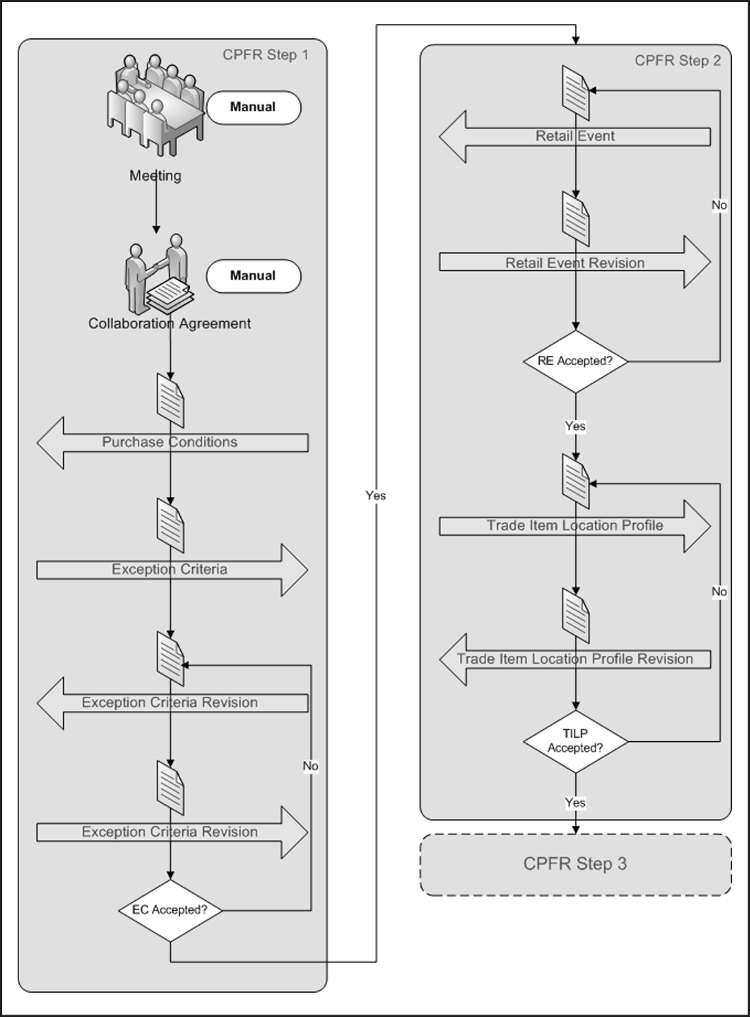 CPFR Step 1
Manual
Meeting
Manual
Collaboration Agreement
Purchase Conditions
Exception Criteria
Exception Criteria Revision
No
Exception Criteria Revision
EC Accepted?
Yes
CPFR Step 2
Retail Event
No
Retail Event Revision
RE Accepted?
Yes
Trade Item Location Profile
No
Trade Item Location Profile Revision
TILP
Accepted?
Yes
CPFR Step 3